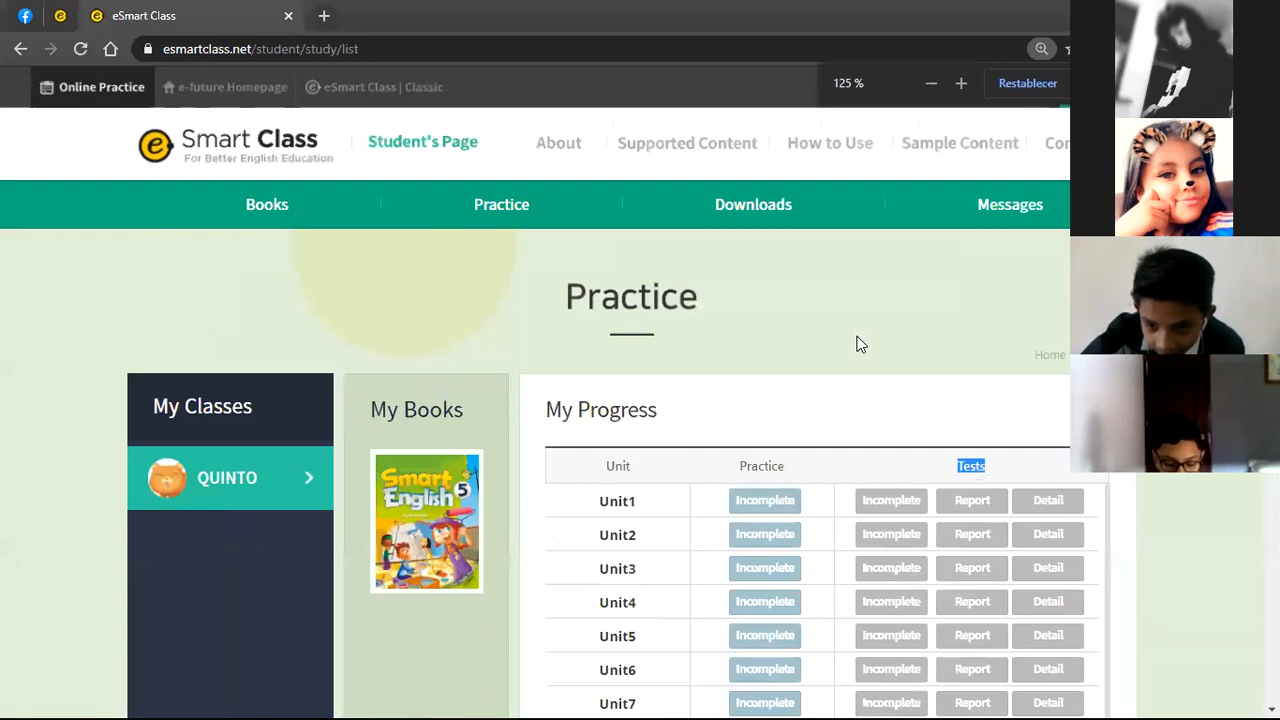 eSmart Class
esmartclass.net/student/study/list
Online Practice
e-future Homepage
eSmart Class | Classic...
125 %
Restablecer
e
Smart Class
For Better English Education
Student's Page
About
Supported Content
How to Use
Sample Content
Books
Practice
Downloads
Messages
Practice
Home
My Classes
My Books
My Progress
QUINTO
Smart
English 5
Unit Practice Tests
Unit1 Incomplete Incomplete Report Detail
Unit2 Incomplete Incomplete Report Detail
Unit3 Incomplete Incomplete Report Detail
Unit4 Incomplete Incomplete Report Detail
Unit5 Incomplete Incomplete Report Detail
Unit6 Incomplete Incomplete Report Detail
Unit7 Incomplete Incomplete Report Detail